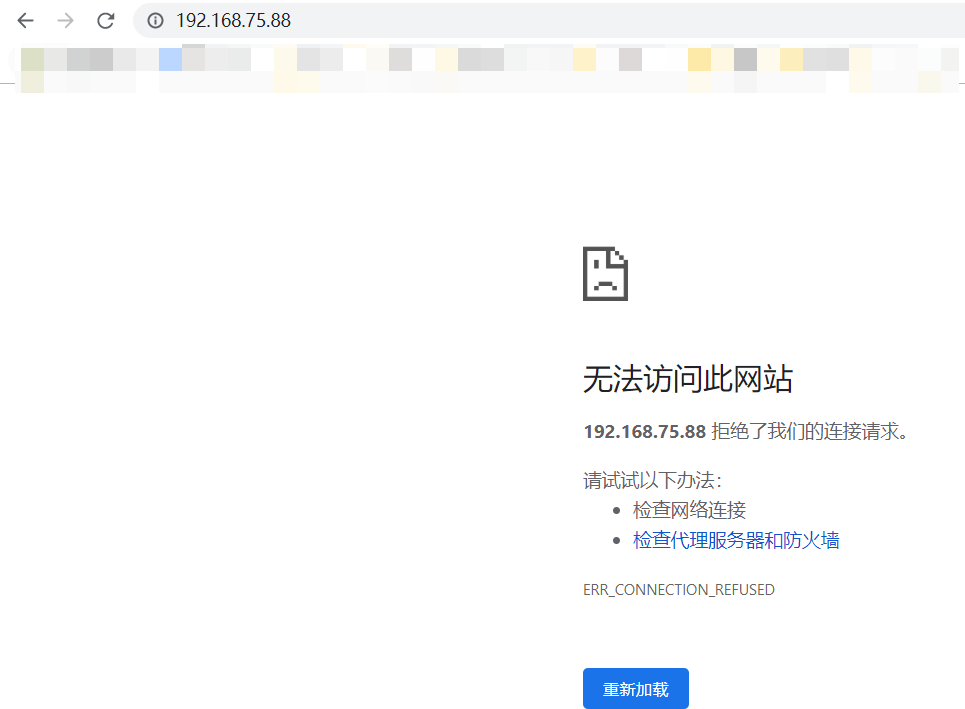 192.168.75.88
无法访问此网站
192.168.75.88 拒绝了我们的连接请求。
请试试以下办法：
检查网络连接
检查代理服务器和防火墙
ERR_CONNECTION_REFUSED
重新加载